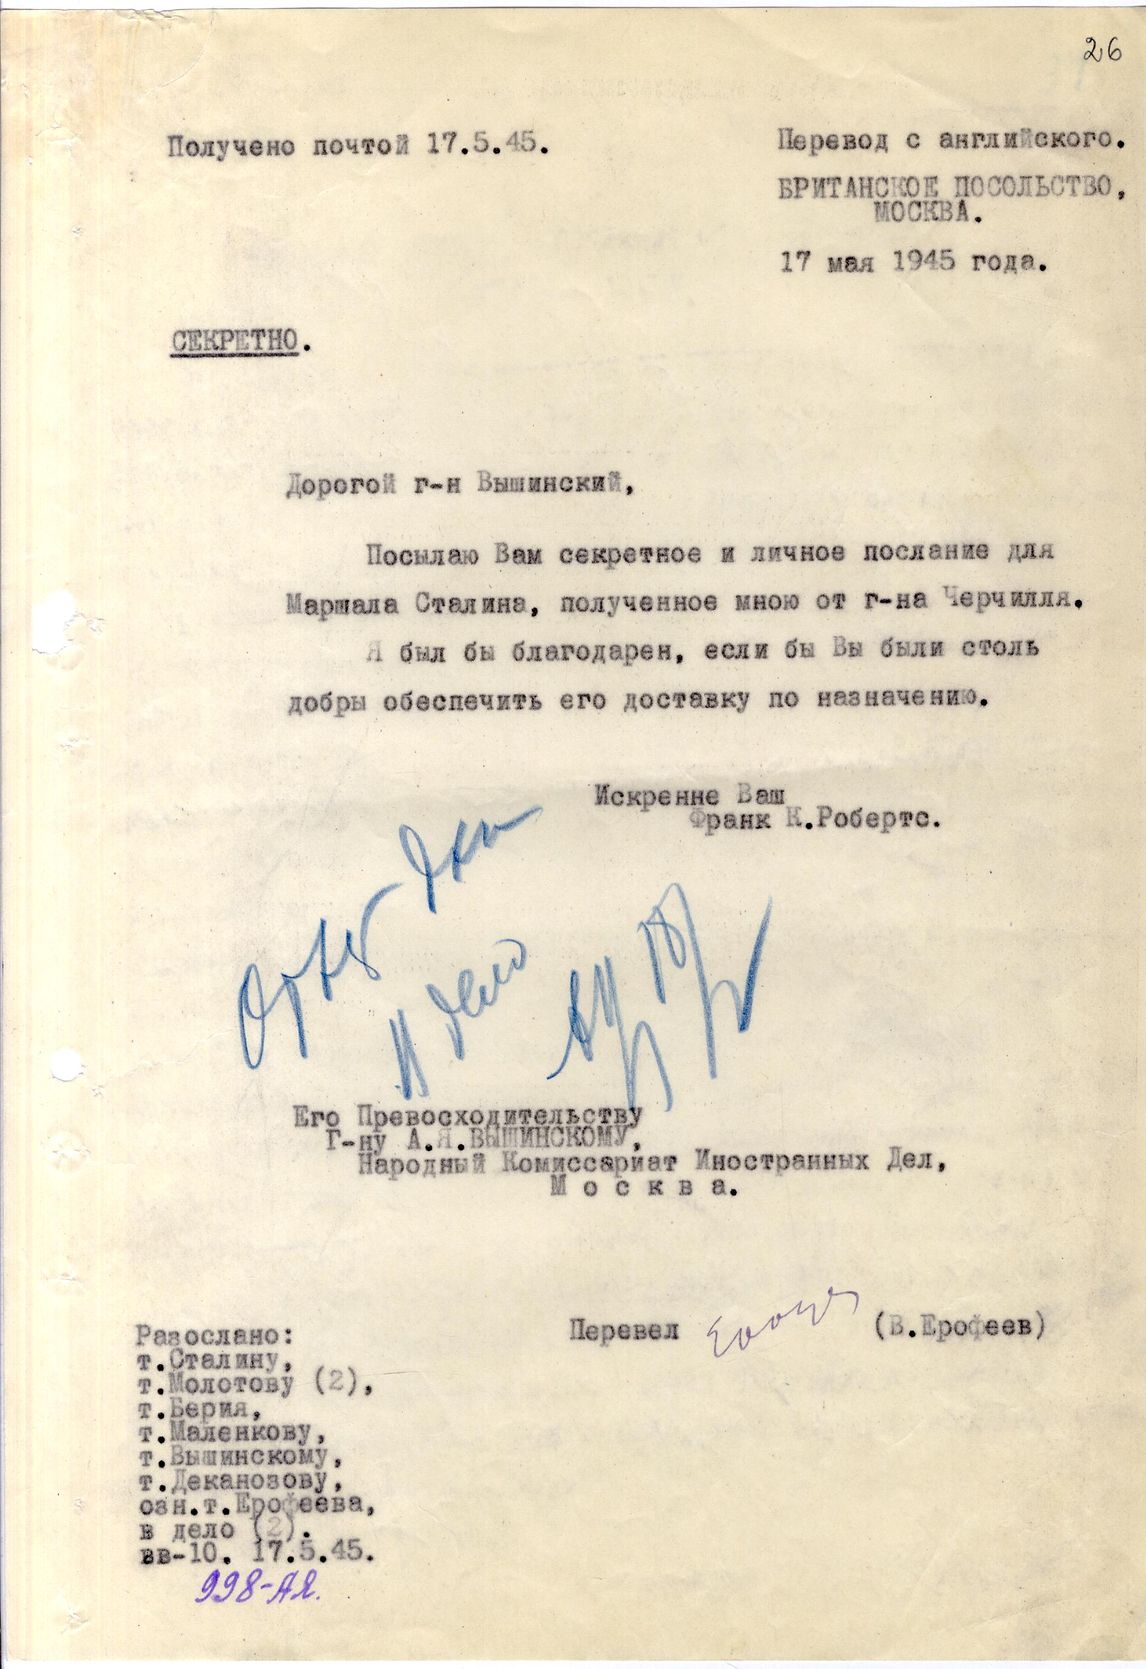 26
Получено почтой 17.5.45.
Перевод с английского.
БРИТАНСКОЕ ПОСОЛЬСТВО,
МОСКВА.
17 мая 1945 года.
СЕКРЕТНО.
Дорогой г-н Вышинский,
Посылаю Вам секретное и личное послание для
Маршала Сталина, полученное мною от г-на Черчилля.
Я был бы благодарен, если бы Вы были столь
добры обеспечить его доставку по назначению.
Искренне Ваш
Франк К.Робертс.
дело
Его Превосходительству
Г-ну А.Я.ВЫШИНСКОМУ,
Народный Комиссариат Иностранных Дел,
М о с к в а.
Перевел (В.Ерофеев)
Разослано:
т.Сталину,
т.Молотову (2),
т.Берия,
т.Маленкову,
т.Вышинскому,
т.Деканозову,
озн.т.Ерофеева,
в дело (2).
вв-10. 17.5.45.
998-АЯ.